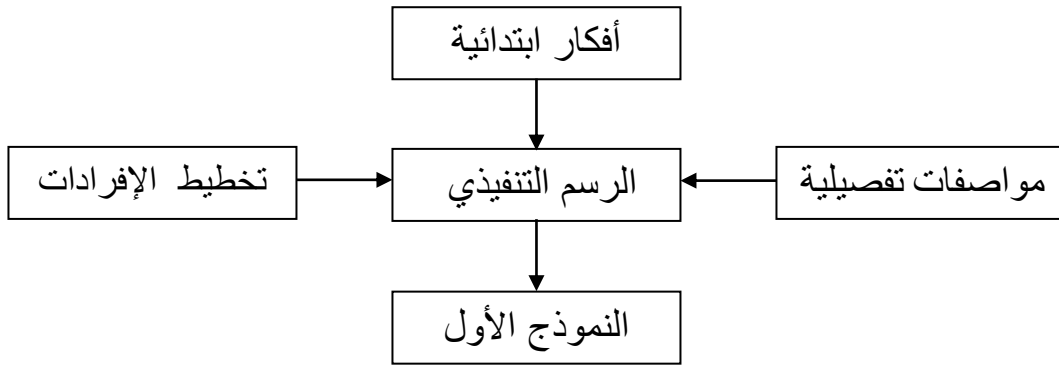 أفكار ابتدائية
مواصفات تفصيلية
الرسم التنفيذي
تخطيط الإفرادات
النموذج الأول